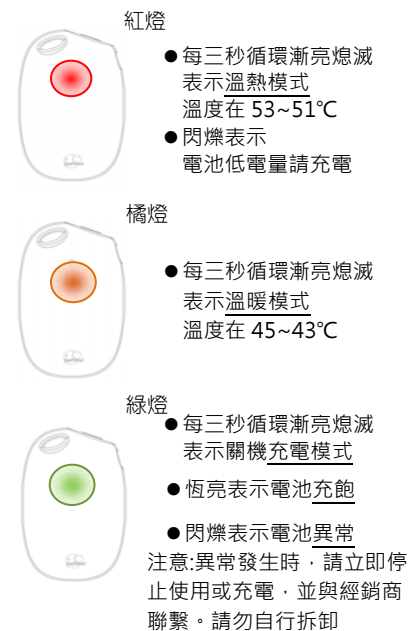 紅燈
●每三秒循環漸亮熄滅
表示溫熱模式
溫度在 53~51℃
●閃爍表示
電池低電量請充電
橘燈
●每三秒循環漸亮熄滅
表示溫暖模式
溫度在 45~43℃
綠燈
●每三秒循環漸亮熄滅
表示關機充電模式
●恆亮表示電池充飽
●閃爍表示電池異常
注意:異常發生時，請立即停
止使用或充電，並與經銷商
聯繫。請勿自行拆卸